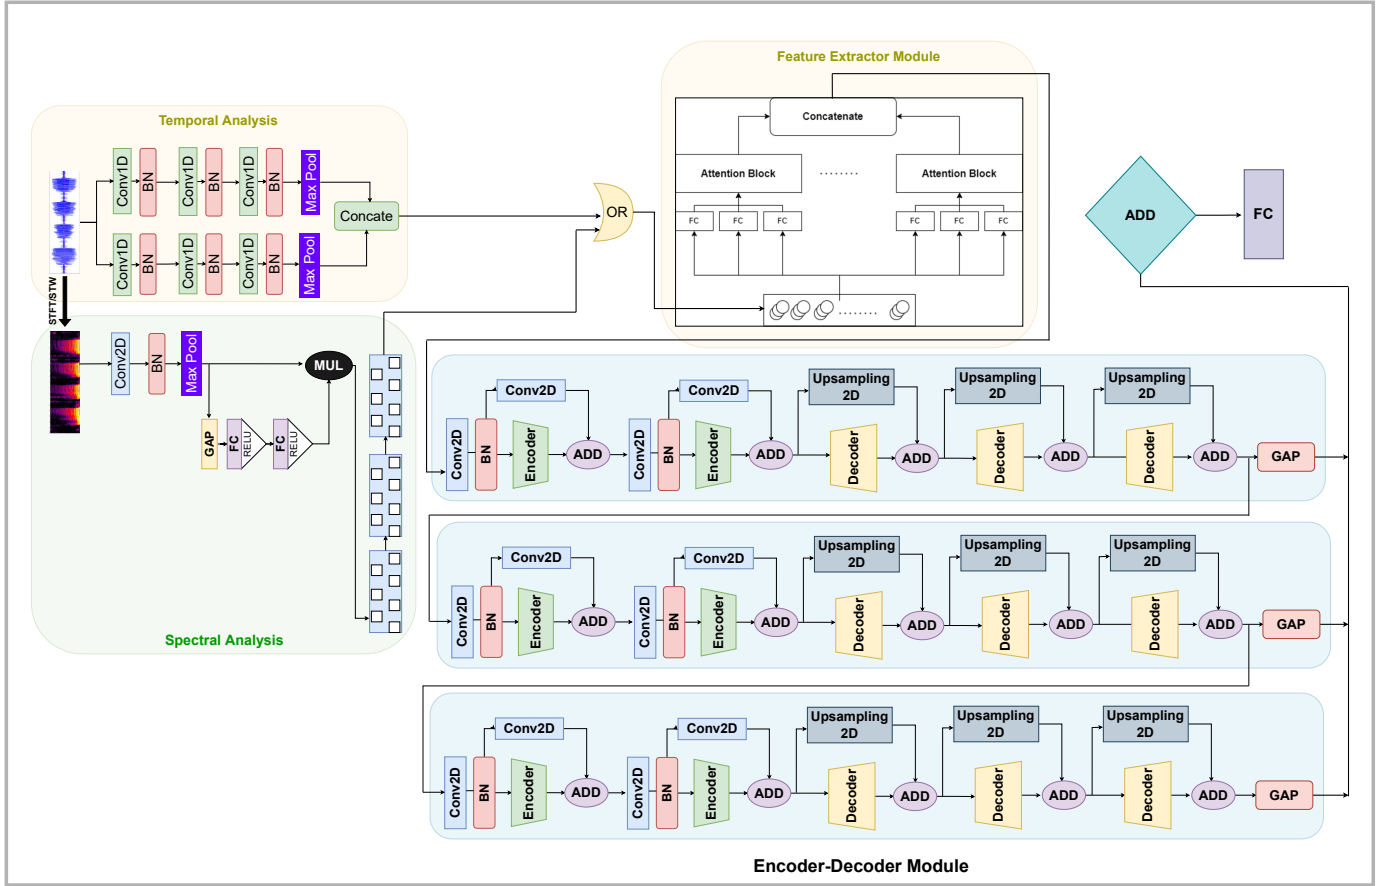 Feature Extractor Module
Concatenate
Attention Block
........
Attention Block
FC
FC
FC
FC
FC
FC
........
Temporal Analysis
Conv1D
BN
Conv1D
BN
Conv1D
BN
Max Pool
Conv1D
BN
Conv1D
BN
Conv1D
BN
Max Pool
Concate
OR
ADD
FC
STFT/STW
Conv2D
BN
Max Pool
MUL
GAP
FC
RELU
FC
RELU
Spectral Analysis
Conv2D
BN
Conv2D
Encoder
ADD
Conv2D
BN
Conv2D
Encoder
ADD
Upsampling
2D
Decoder
ADD
Upsampling
2D
Decoder
ADD
Upsampling
2D
Decoder
ADD
GAP
Conv2D
BN
Conv2D
Encoder
ADD
Conv2D
BN
Conv2D
Encoder
ADD
Upsampling
2D
Decoder
ADD
Upsampling
2D
Decoder
ADD
Upsampling
2D
Decoder
ADD
GAP
Conv2D
BN
Conv2D
Encoder
ADD
Conv2D
BN
Conv2D
Encoder
ADD
Upsampling
2D
Decoder
ADD
Upsampling
2D
Decoder
ADD
Upsampling
2D
Decoder
ADD
GAP
Encoder-Decoder Module